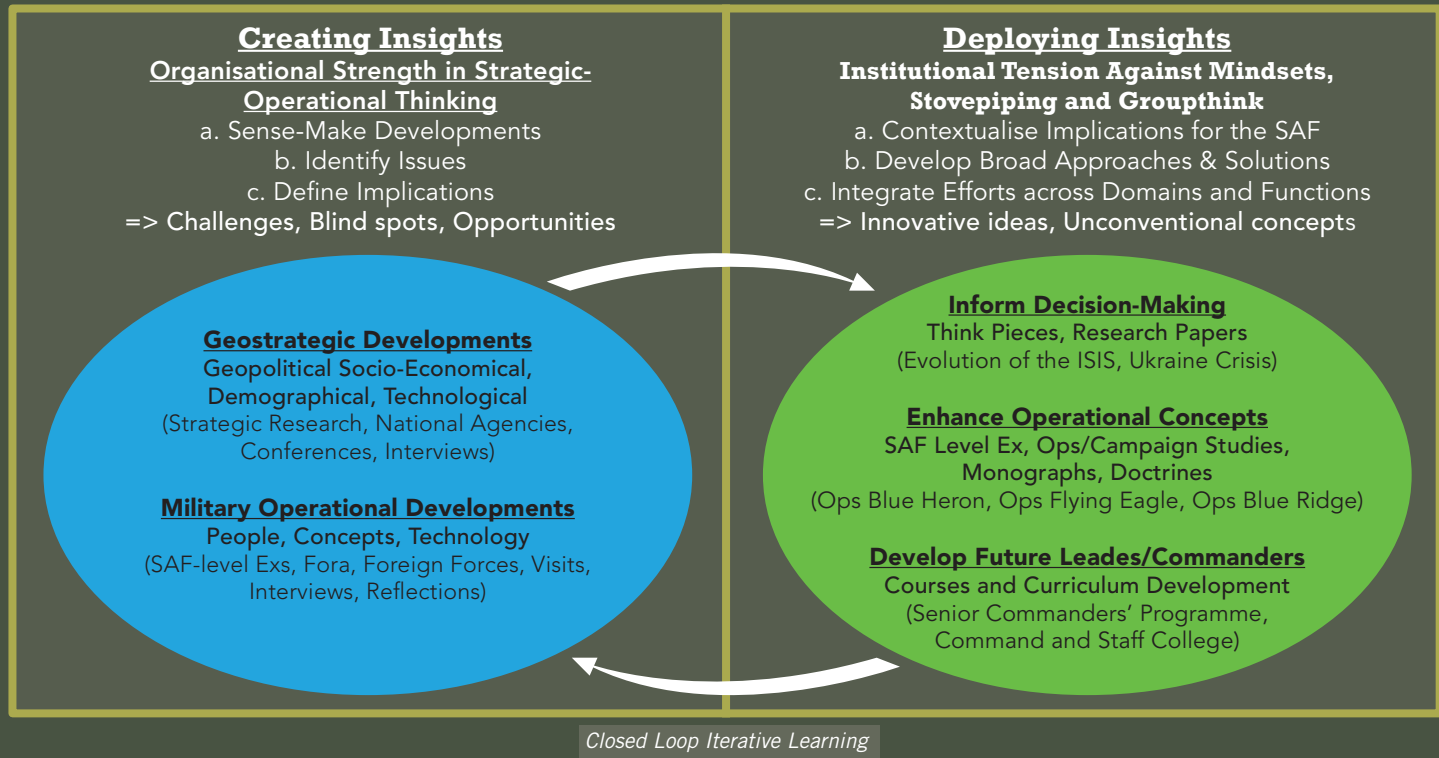 Creating Insights
Organisational Strength in Strategic-
Operational Thinking
a. Sense-Make Developments
b. Identify Issues
c. Define Implications
=> Challenges, Blind spots, Opportunities
Geostrategic Developments
Geopolitical Socio-Economical,
Demographical, Technological
(Strategic Research, National Agencies,
Conferences, Interviews)
Military Operational Developments
People, Concepts, Technology
(SAF-level Exs, Fora, Foreign Forces, Visits,
Interviews, Reflections)
Deploying Insights
Institutional Tension Against Mindsets,
Stovepiping and Groupthink
a. Contextualise Implications for the SAF
b. Develop Broad Approaches & Solutions
c. Integrate Efforts across Domains and Functions
=> Innovative ideas, Unconventional concepts
Inform Decision-Making
Think Pieces, Research Papers
(Evolution of the ISIS, Ukraine Crisis)
Enhance Operational Concepts
SAF Level Ex, Ops/Campaign Studies,
Monographs, Doctrines
(Ops Blue Heron, Ops Flying Eagle, Ops Blue Ridge)
Develop Future Leades/Commanders
Courses and Curriculum Development
(Senior Commanders' Programme,
Command and Staff College)
Closed Loop Iterative Learning